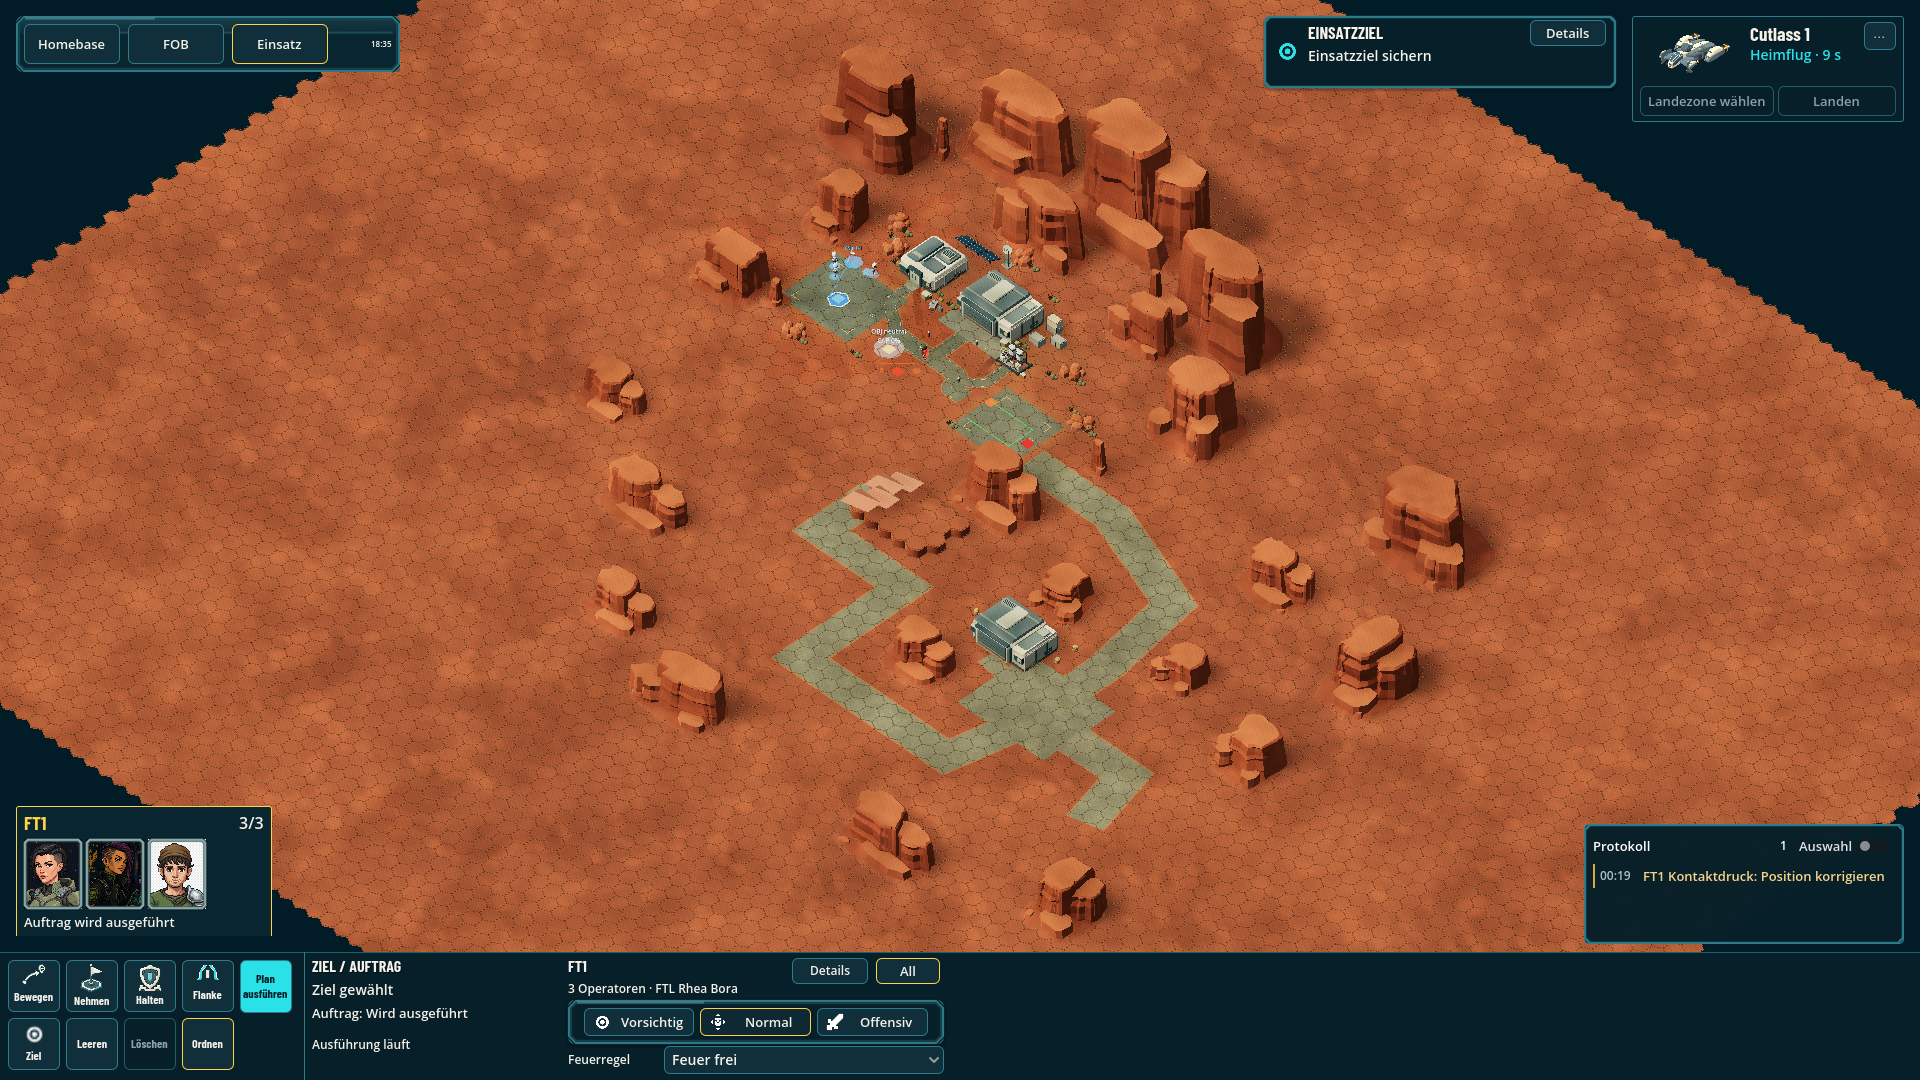 Homebase
FOB
Einsatz
18:35
EINSATZZIEL
Einsatzziel sichern
Details
Cutlass 1
Heimflug · 9 s
...
Landezone wählen
Landen
OBJ neutral
FT1
3/3
Auftrag wird ausgeführt
Protokoll
1
Auswahl
00:19
FT1 Kontaktdruck: Position korrigieren
Bewegen
Nehmen
Halten
Flanke
Plan
ausführen
Ziel
Leeren
Löschen
Ordnen
ZIEL / AUFTRAG
Ziel gewählt
Auftrag: Wird ausgeführt
Ausführung läuft
FT1
Details
All
3 Operatoren · FTL Rhea Bora
Vorsichtig
Normal
Offensiv
Feuerregel
Feuer frei